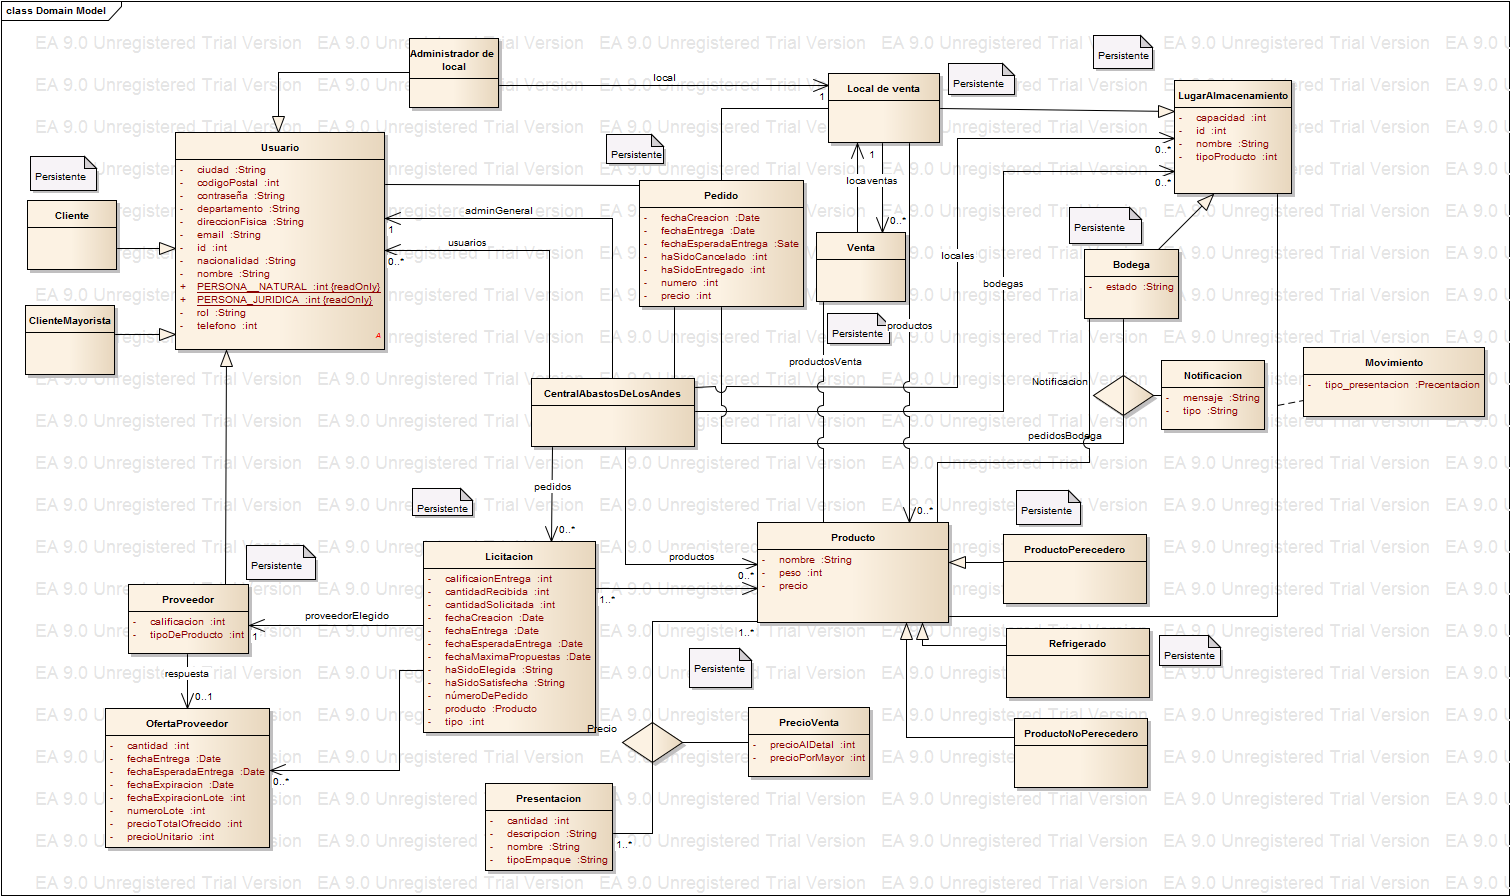 class Domain Model
EA 9.0 Unregistered Trial Version
Administrador de
local
local
1
Local de venta
Persistente
Persistente
LugarAlmacenamiento
- capacidad :int
- id :int
- nombre :String
- tipoProducto :int
0..*
0..*
Usuario
- ciudad :String
- codigoPostal :int
- contraseña :String
- departamento :String
- direccionFisica :String
- email :String
- id :int
- nacionalidad :String
- nombre :String
+ PERSONA__NATURAL :int {readOnly}
+ PERSONA_JURIDICA :int {readOnly}
- rol :String
- telefono :int
A
Persistente
Cliente
ClienteMayorista
Persistente
Pedido
- fechaCreacion :Date
- fechaEntrega :Date
- fechaEsperadaEntrega :Sate
- haSidoCancelado :int
- haSidoEntregado :int
- numero :int
- precio :int
adminGeneral
1
usuarios
0..*
1
locaventas
0..*
Venta
Persistente
productos
productosVenta
locales
bodegas
Persistente
Bodega
- estado :String
Notificacion
Notificacion
- mensaje :String
- tipo :String
Movimiento
- tipo_presentacion :Precentacion
CentralAbastosDeLosAndes
pedidosBodega
pedidos
0..*
Persistente
0..*
Persistente
Licitacion
- calificaionEntrega :int
- cantidadRecibida :int
- cantidadSolicitada :int
- fechaCreacion :Date
- fechaEntrega :Date
- fechaEsperadaEntrega :Date
- fechaMaximaPropuestas :Date
- haSidoElegida :String
- haSidoSatisfecha :String
- númeroDePedido
- producto :Producto
- tipo :int
productos
0..*
1..*
Producto
- nombre :String
- peso :int
- precio
1..*
ProductoPerecedero
Refrigerado
Persistente
ProductoNoPerecedero
Persistente
Proveedor
- calificacion :int
- tipoDeProducto :int
proveedorElegido
1
respuesta
0..1
OfertaProveedor
- cantidad :int
- fechaEntrega :Date
- fechaEsperadaEntrega :Date
- fechaExpiracion :Date
- fechaExpiracionLote :int
- numeroLote :int
- precioTotalOfrecido :int
- precioUnitario :int
0..*
Persistente
Precio
PrecioVenta
- precioAlDetal :int
- precioPorMayor :int
Presentacion
- cantidad :int
- descripcion :String
- nombre :String
- tipoEmpaque :String
1..*